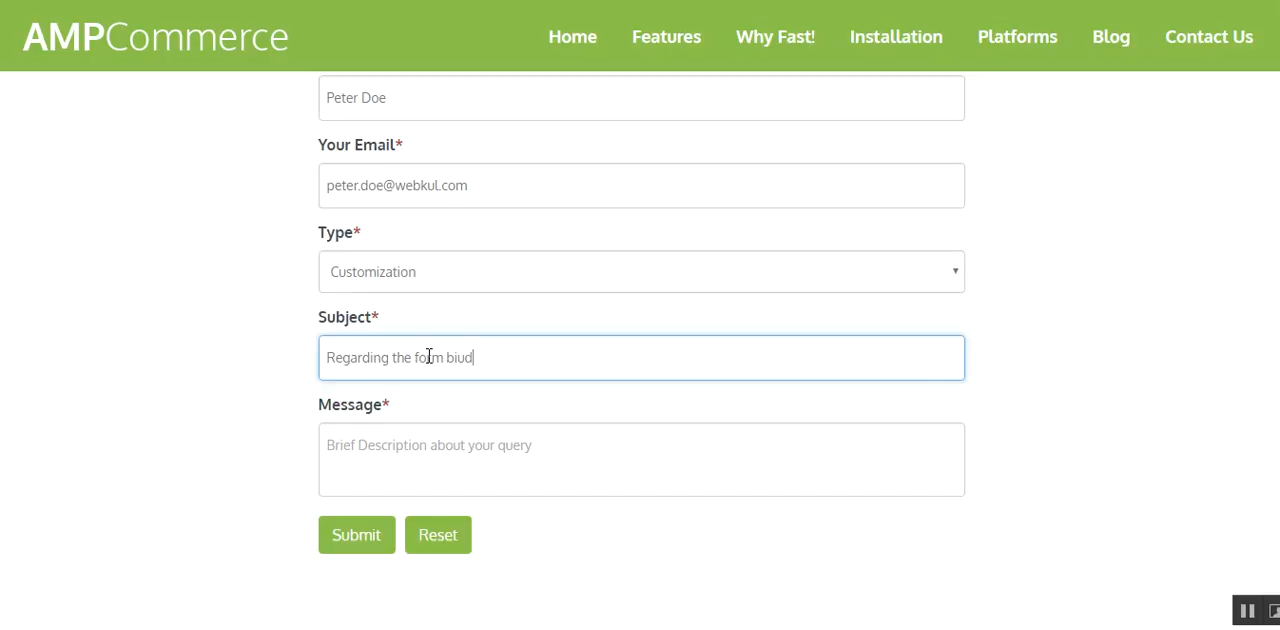 AMPCommerce Home Features Why Fast! Installation Platforms Blog Contact Us
Peter Doe
Your Email*
peter.doe@webkul.com
Type*
Customization
Subject*
Regarding the form biud
Message*
Brief Description about your query
Submit Reset